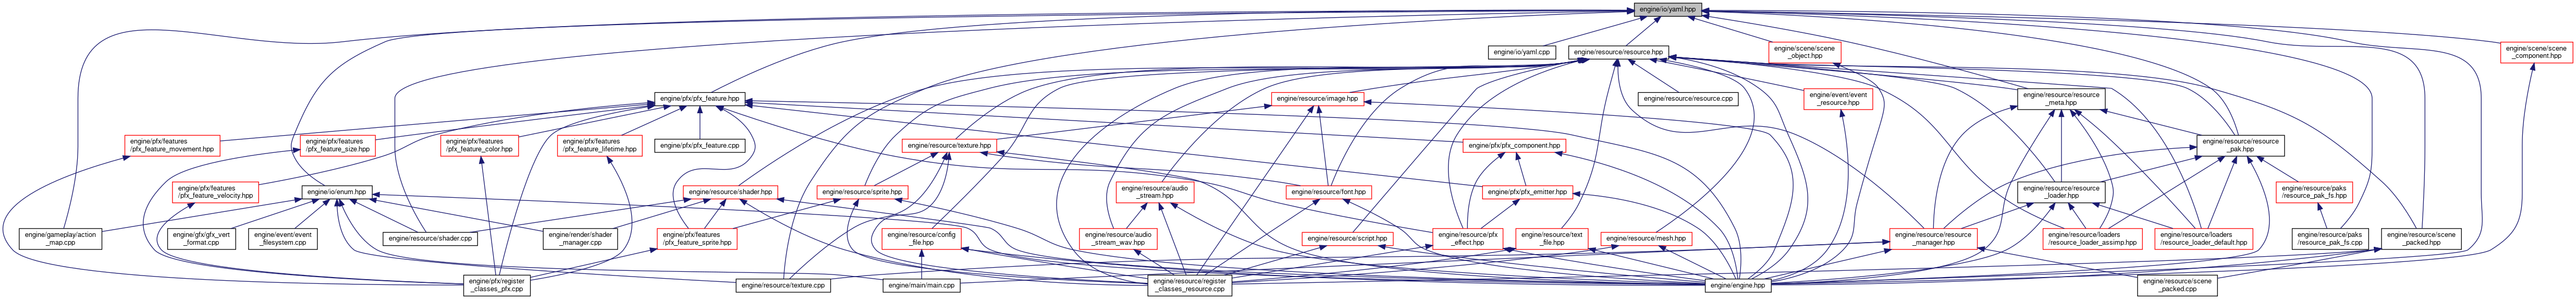 engine/io/yaml.hpp
engine/io/yaml.cpp
engine/resource/resource.hpp
engine/scene/scene
_object.hpp
engine/scene/scene
_component.hpp
engine/pfx/pfx_feature.hpp
engine/resource/image.hpp
engine/resource/resource.cpp
engine/event/event
_resource.hpp
engine/resource/resource
_meta.hpp
engine/pfx/features
/pfx_feature_movement.hpp
engine/pfx/features
/pfx_feature_size.hpp
engine/pfx/features
/pfx_feature_color.hpp
engine/pfx/features
/pfx_feature_lifetime.hpp
engine/pfx/pfx_feature.cpp
engine/resource/texture.hpp
engine/pfx/pfx_component.hpp
engine/resource/resource
_pak.hpp
engine/pfx/features
/pfx_feature_velocity.hpp
engine/io/enum.hpp
engine/resource/shader.hpp
engine/resource/sprite.hpp
engine/resource/audio
_stream.hpp
engine/resource/font.hpp
engine/pfx/pfx_emitter.hpp
engine/resource/resource
_loader.hpp
engine/resource/paks
/resource_pak_fs.hpp
engine/gameplay/action
_map.cpp
engine/gfx/gfx_vert
_format.cpp
engine/event/event
_filesystem.cpp
engine/resource/shader.cpp
engine/render/shader
_manager.cpp
engine/pfx/features
/pfx_feature_sprite.hpp
engine/resource/config
_file.hpp
engine/resource/audio
_stream_wav.hpp
engine/resource/script.hpp
engine/resource/pfx
_effect.hpp
engine/resource/text
_file.hpp
engine/resource/mesh.hpp
engine/resource/resource
_manager.hpp
engine/resource/loaders
/resource_loader_assimp.hpp
engine/resource/loaders
/resource_loader_default.hpp
engine/resource/paks
/resource_pak_fs.cpp
engine/resource/scene
_packed.hpp
engine/pfx/register
_classes_pfx.cpp
engine/resource/texture.cpp
engine/main/main.cpp
engine/resource/register
_classes_resource.cpp
engine/engine.hpp
engine/resource/scene
_packed.cpp